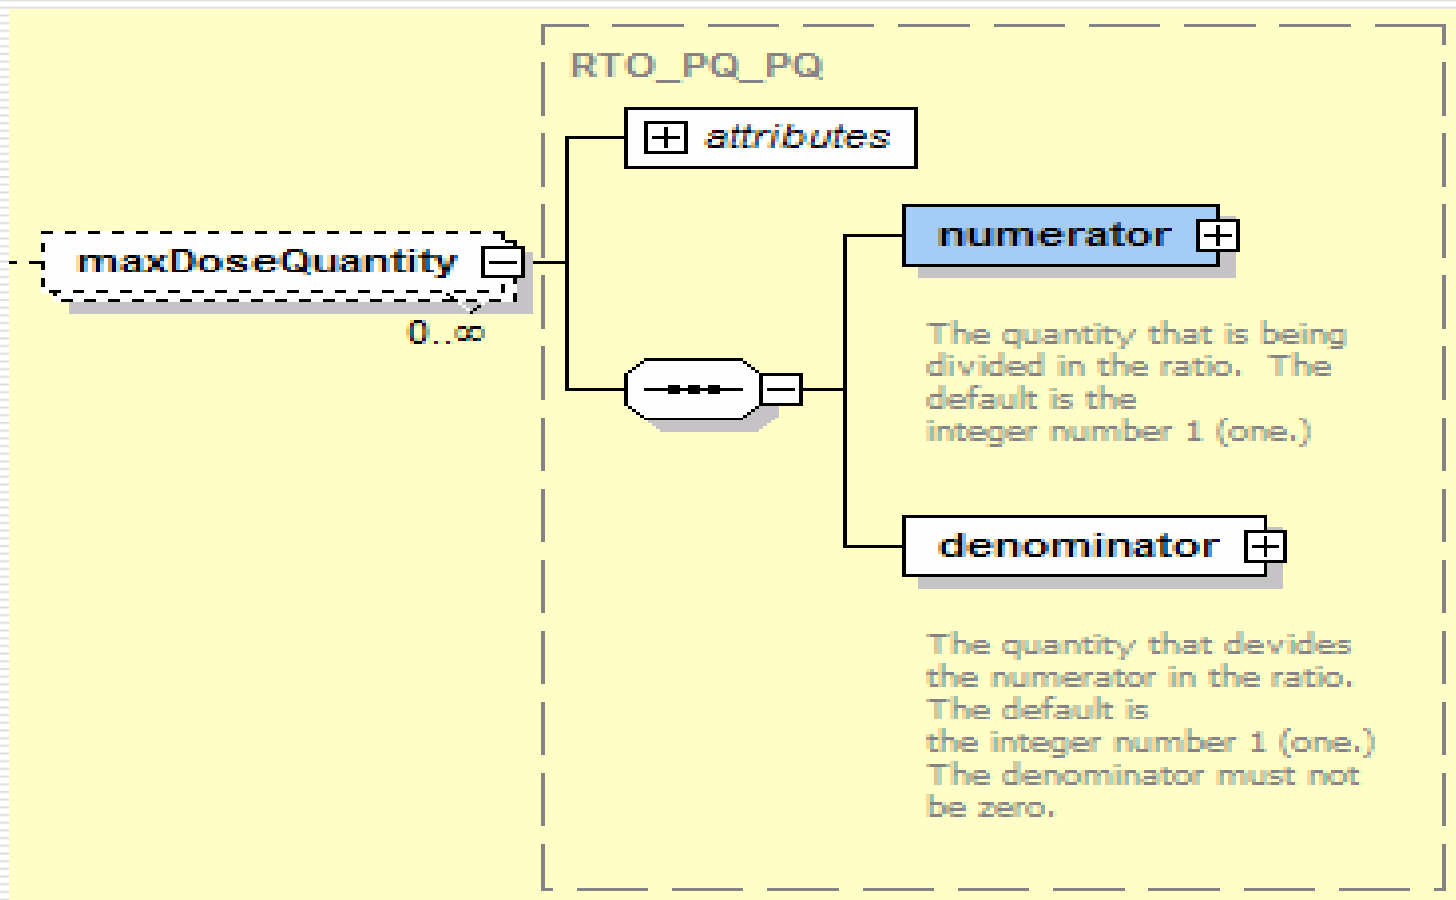 RTO_PQ_PQ
attributes
numerator
maxDoseQuantity
0..∞
The quantity that is being
divided in the ratio.  The
default is the
integer number 1 (one.)
denominator
The quantity that devides
the numerator in the ratio.
The default is
the integer number 1 (one.)
The denominator must not
be zero.